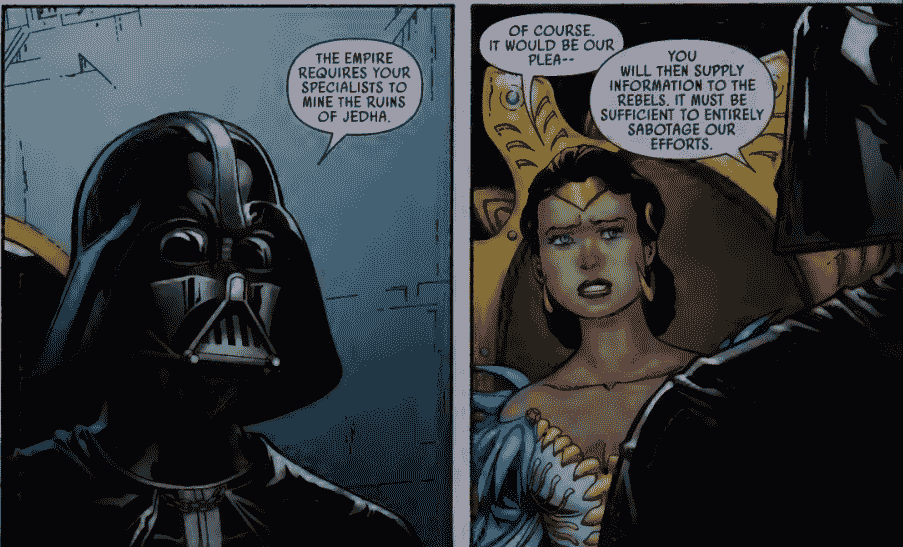 THE EMPIRE
REQUIRES YOUR
SPECIALISTS TO
MINE THE RUINS
OF JEDHA.
OF COURSE.
IT WOULD BE OUR
PLEA--
YOU
WILL THEN SUPPLY
INFORMATION TO THE
REBELS. IT MUST BE
SUFFICIENT TO ENTIRELY
SABOTAGE OUR
EFFORTS.